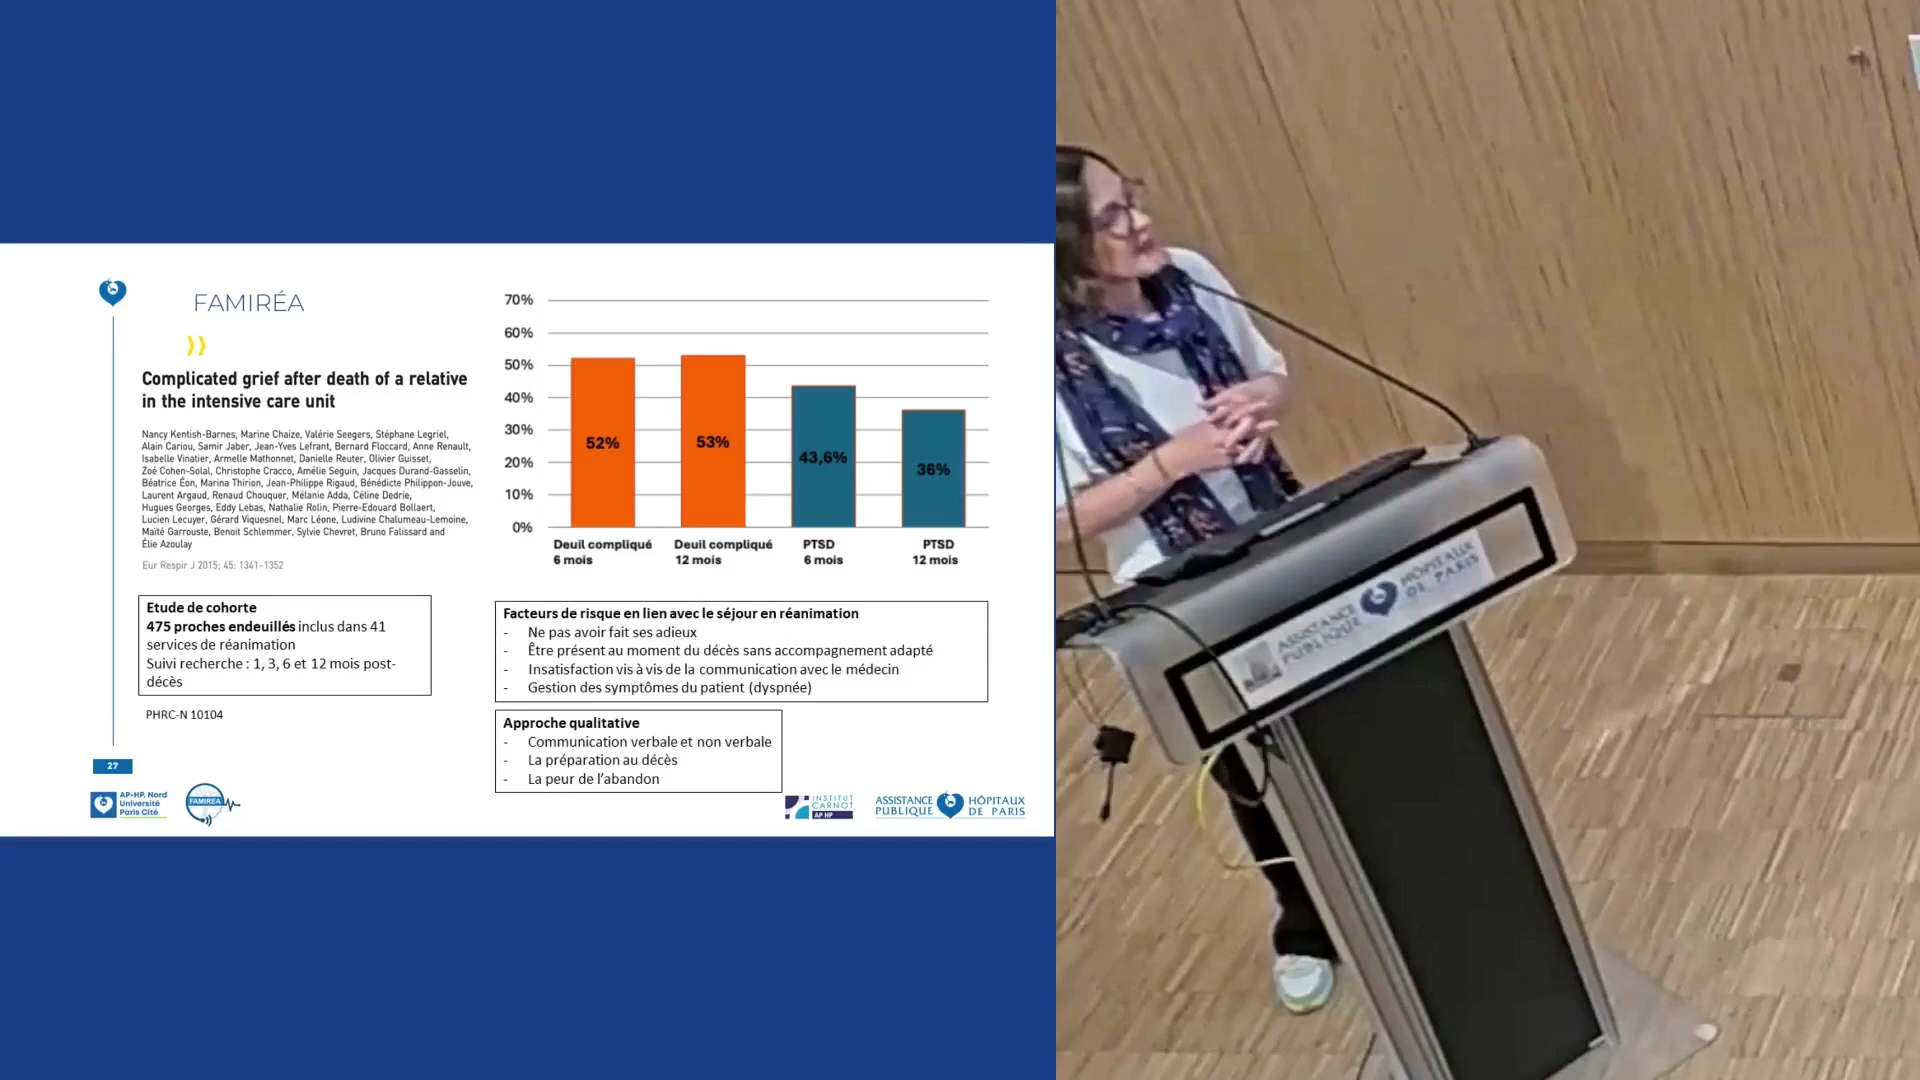 FAMIRÉA
Complicated grief after death of a relative
in the intensive care unit
Nancy Kentish-Barnes, Marine Chaize, Valérie Seegers, Stéphane Legriel,
Alain Cariou, Samir Jaber, Jean-Yves Lefrant, Bernard Floccard, Anne Renault,
Isabelle Vinatier, Armelle Mathonnet, Danielle Reuter, Olivier Guisset,
Zoé Cohen-Solal, Christophe Cracco, Amélie Seguin, Jacques Durand-Gasselin,
Béatrice Éon, Marina Thirion, Jean-Philippe Rigaud, Bénédicte Philippon-Jouve,
Laurent Argaud, Renaud Chouquer, Mélanie Adda, Céline Dedrie,
Hugues Georges, Eddy Lebas, Nathalie Rolin, Pierre-Edouard Bollaert,
Lucien Lecuyer, Gérard Viquesnel, Marc Léone, Ludivine Chalumeau-Lemoine,
Maïté Garrouste, Benoit Schlemmer, Sylvie Chevret, Bruno Falissard and
Élie Azoulay
Eur Respir J 2015; 45: 1341–1352
Etude de cohorte
475 proches endeuillés inclus dans 41
services de réanimation
Suivi recherche : 1, 3, 6 et 12 mois post-
décès
PHRC-N 10104
27
AP-HP. Nord
Université
Paris Cité
FAMIREA
70%
60%
50%
40%
30%
20%
10%
0%
52%
53%
43,6%
36%
Deuil compliqué
6 mois
Deuil compliqué
12 mois
PTSD
6 mois
PTSD
12 mois
Facteurs de risque en lien avec le séjour en réanimation
- Ne pas avoir fait ses adieux
- Être présent au moment du décès sans accompagnement adapté
- Insatisfaction vis à vis de la communication avec le médecin
- Gestion des symptômes du patient (dyspnée)
Approche qualitative
- Communication verbale et non verbale
- La préparation au décès
- La peur de l'abandon
INSTITUT
CARNOT
AP HP
ASSISTANCE HÔPITAUX
PUBLIQUE DE PARIS
ASSISTANCE HÔPITAUX
PUBLIQUE DE PARIS